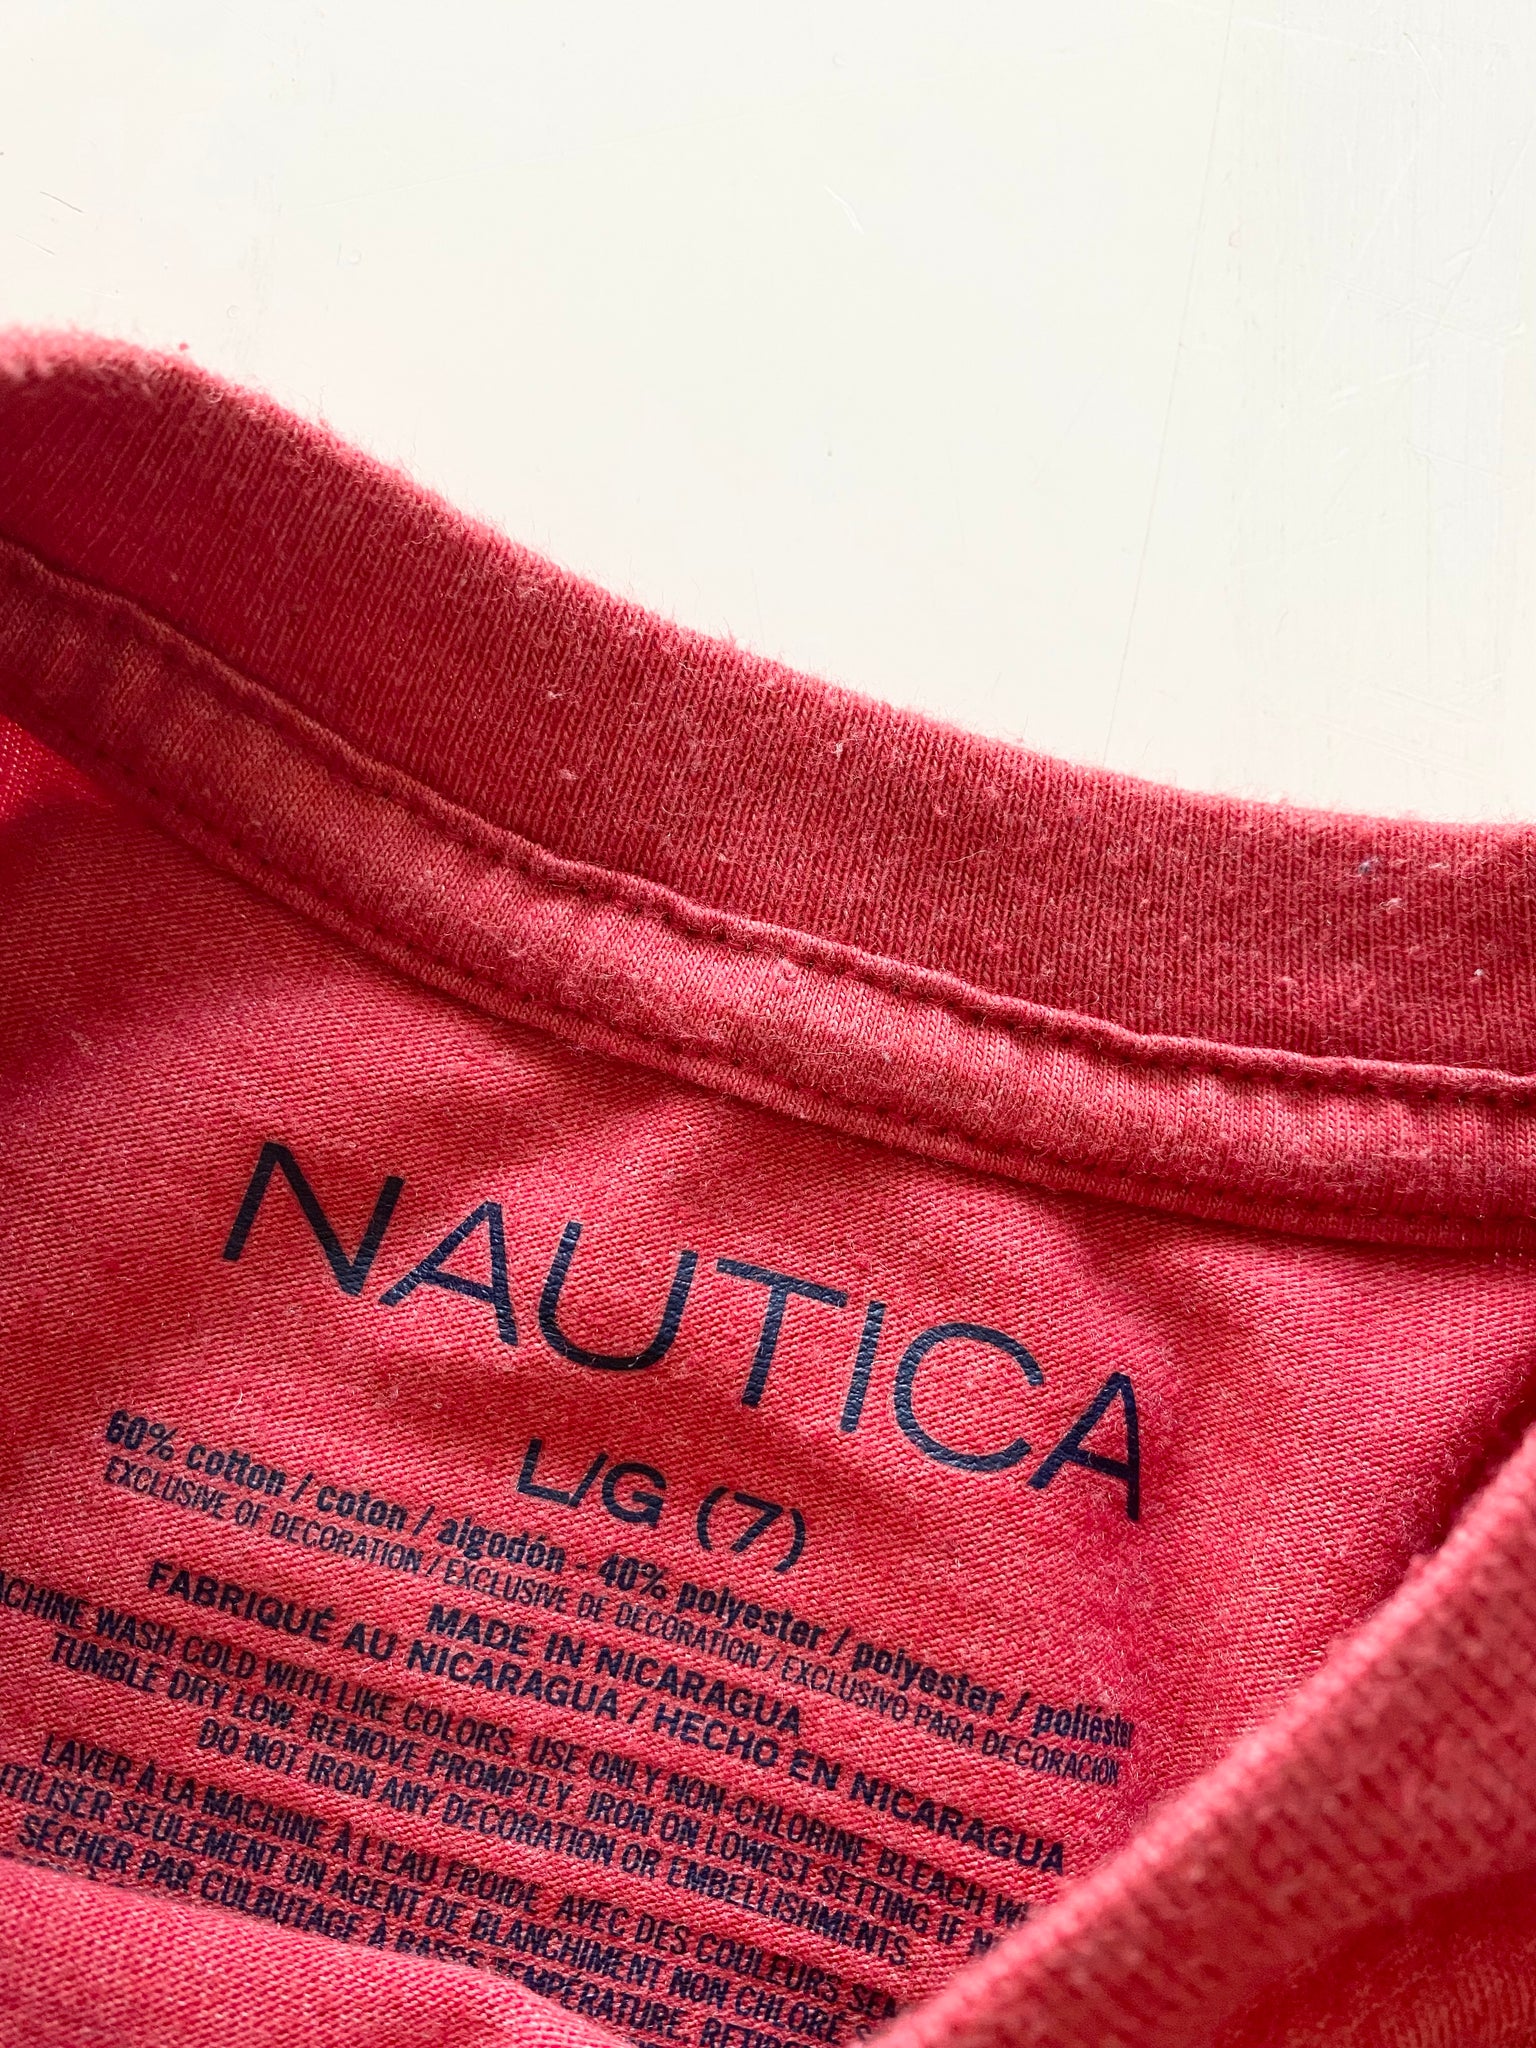 NAUTICA
L/G (7)
60% cotton / coton / algodón - 40% polyester / polyester / poliéster
EXCLUSIVE OF DECORATION / EXCLUSIVE DE DECORATION / EXCLUSIVO PARA DECORACION
MADE IN NICARAGUA
FABRIQUÉ AU NICARAGUA / HECHO EN NICARAGUA
WASH COLD WITH LIKE COLORS. USE ONLY NON-CHLORINE BLEACH
TUMBLE DRY LOW. REMOVE PROMPTLY. IRON ON LOWEST SETTING IF
DO NOT IRON ANY DECORATION OR EMBELLISHMENTS.
LAVER À LA MACHINE À L'EAU FROIDE, AVEC DES COULEURS
UTILISER SEULEMENT UN AGENT DE BLANCHIMENT NON CHLORÉ
SÉCHER PAR CULBUTAGE À BASSE TEMPÉRATURE.